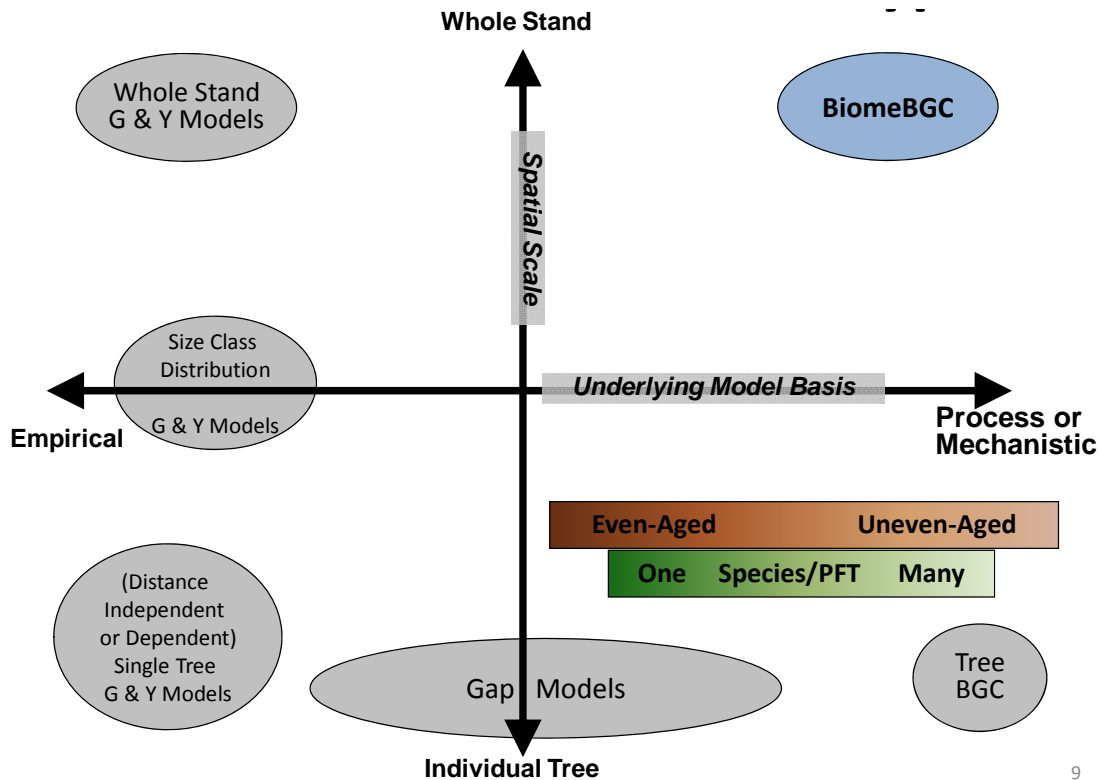 Whole Stand
Whole Stand
G & Y Models
BiomeBGC
Spatial Scale
Size Class
Distribution
G & Y Models
Underlying Model Basis
Empirical
Process or
Mechanistic
Even-Aged Uneven-Aged
One Species/PFT Many
(Distance
Independent
or Dependent)
Single Tree
G & Y Models
Gap Models
Tree
BGC
Individual Tree
9